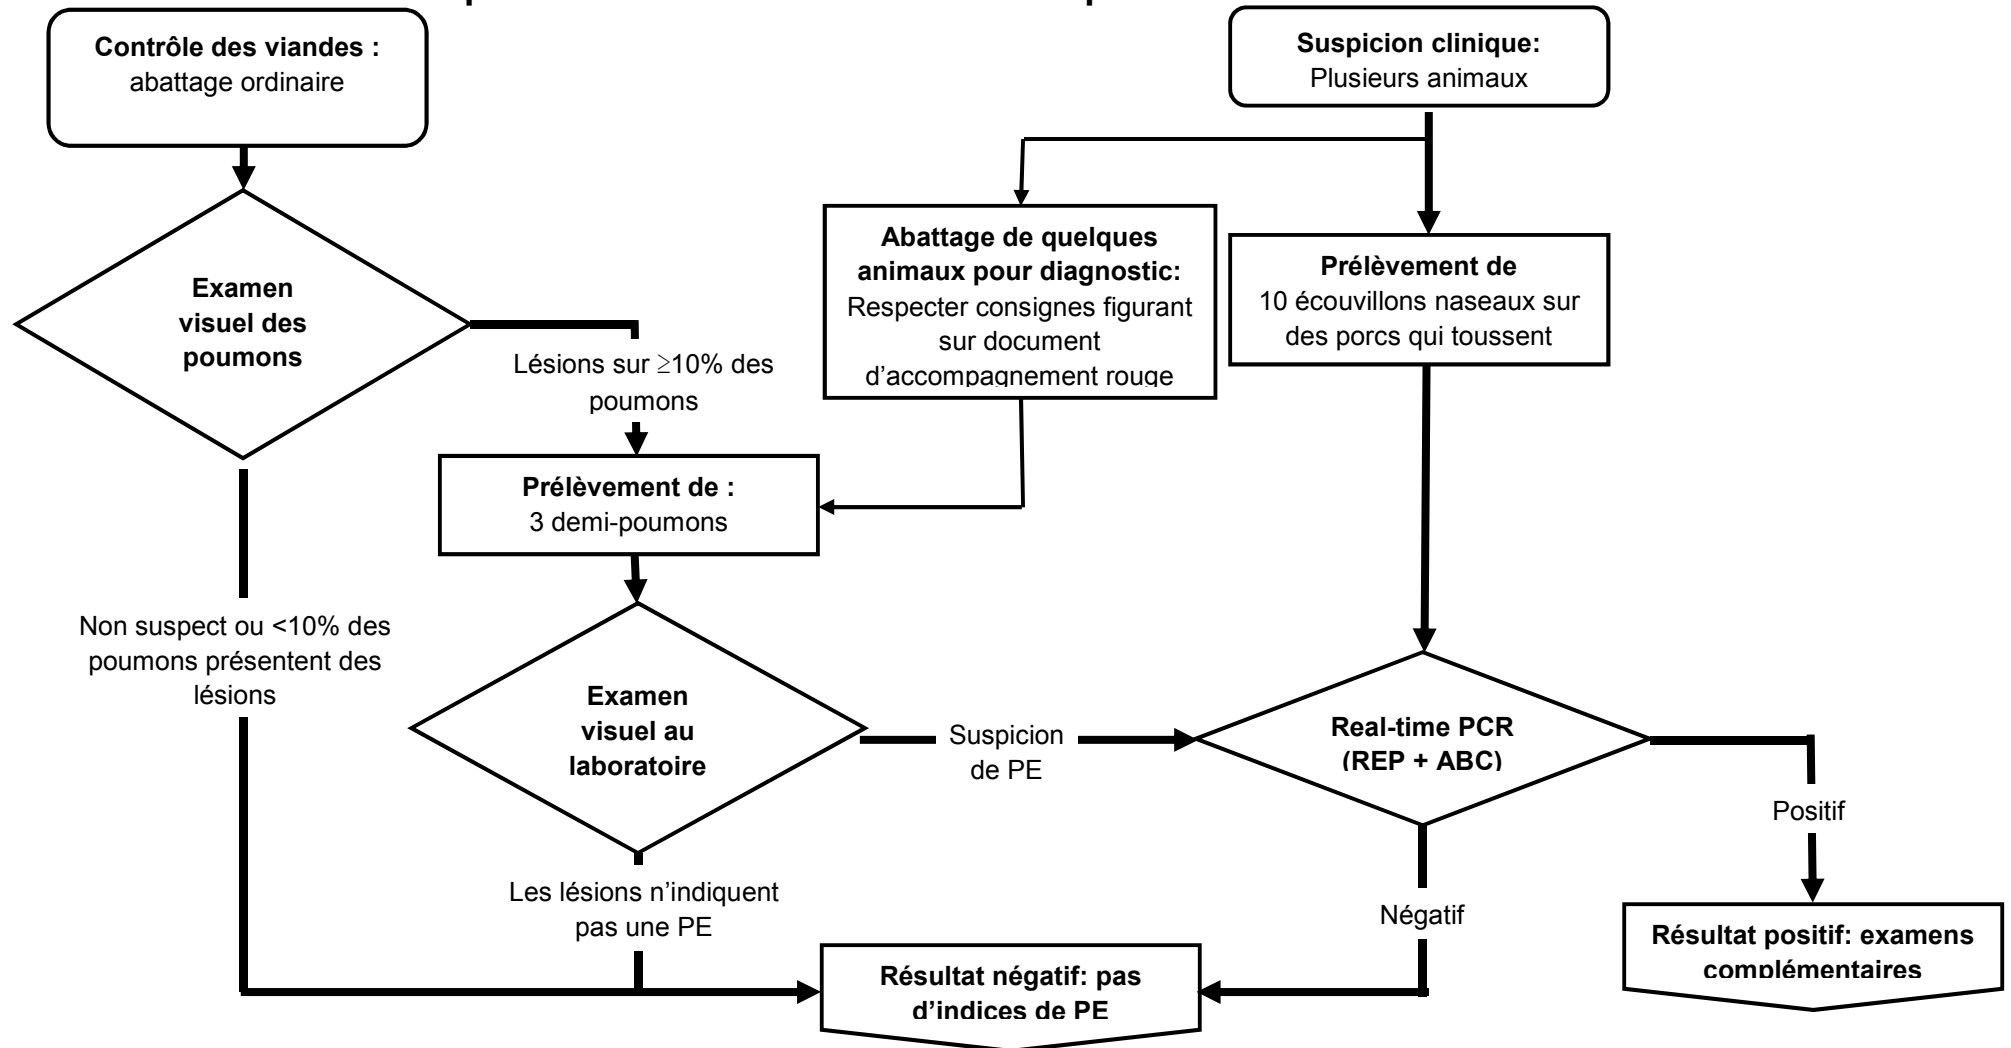 Contrôle des viandes :
abattage ordinaire
Suspicion clinique:
Plusieurs animaux
Examen
visuel des
poumons
Lésions sur ≥10% des
poumons
Abattage de quelques
animaux pour diagnostic:
Respecter consignes figurant
sur document
d’accompagnement rouge
Prélèvement de
10 écouvillons naseaux sur
des porcs qui toussent
Prélèvement de :
3 demi-poumons
Non suspect ou <10% des
poumons présentent des
lésions
Examen
visuel au
laboratoire
Suspicion
de PE
Real-time PCR
(REP + ABC)
Positif
Les lésions n’indiquent
pas une PE
Négatif
Résultat négatif: pas
d’indices de PE
Résultat positif: examens
complémentaires